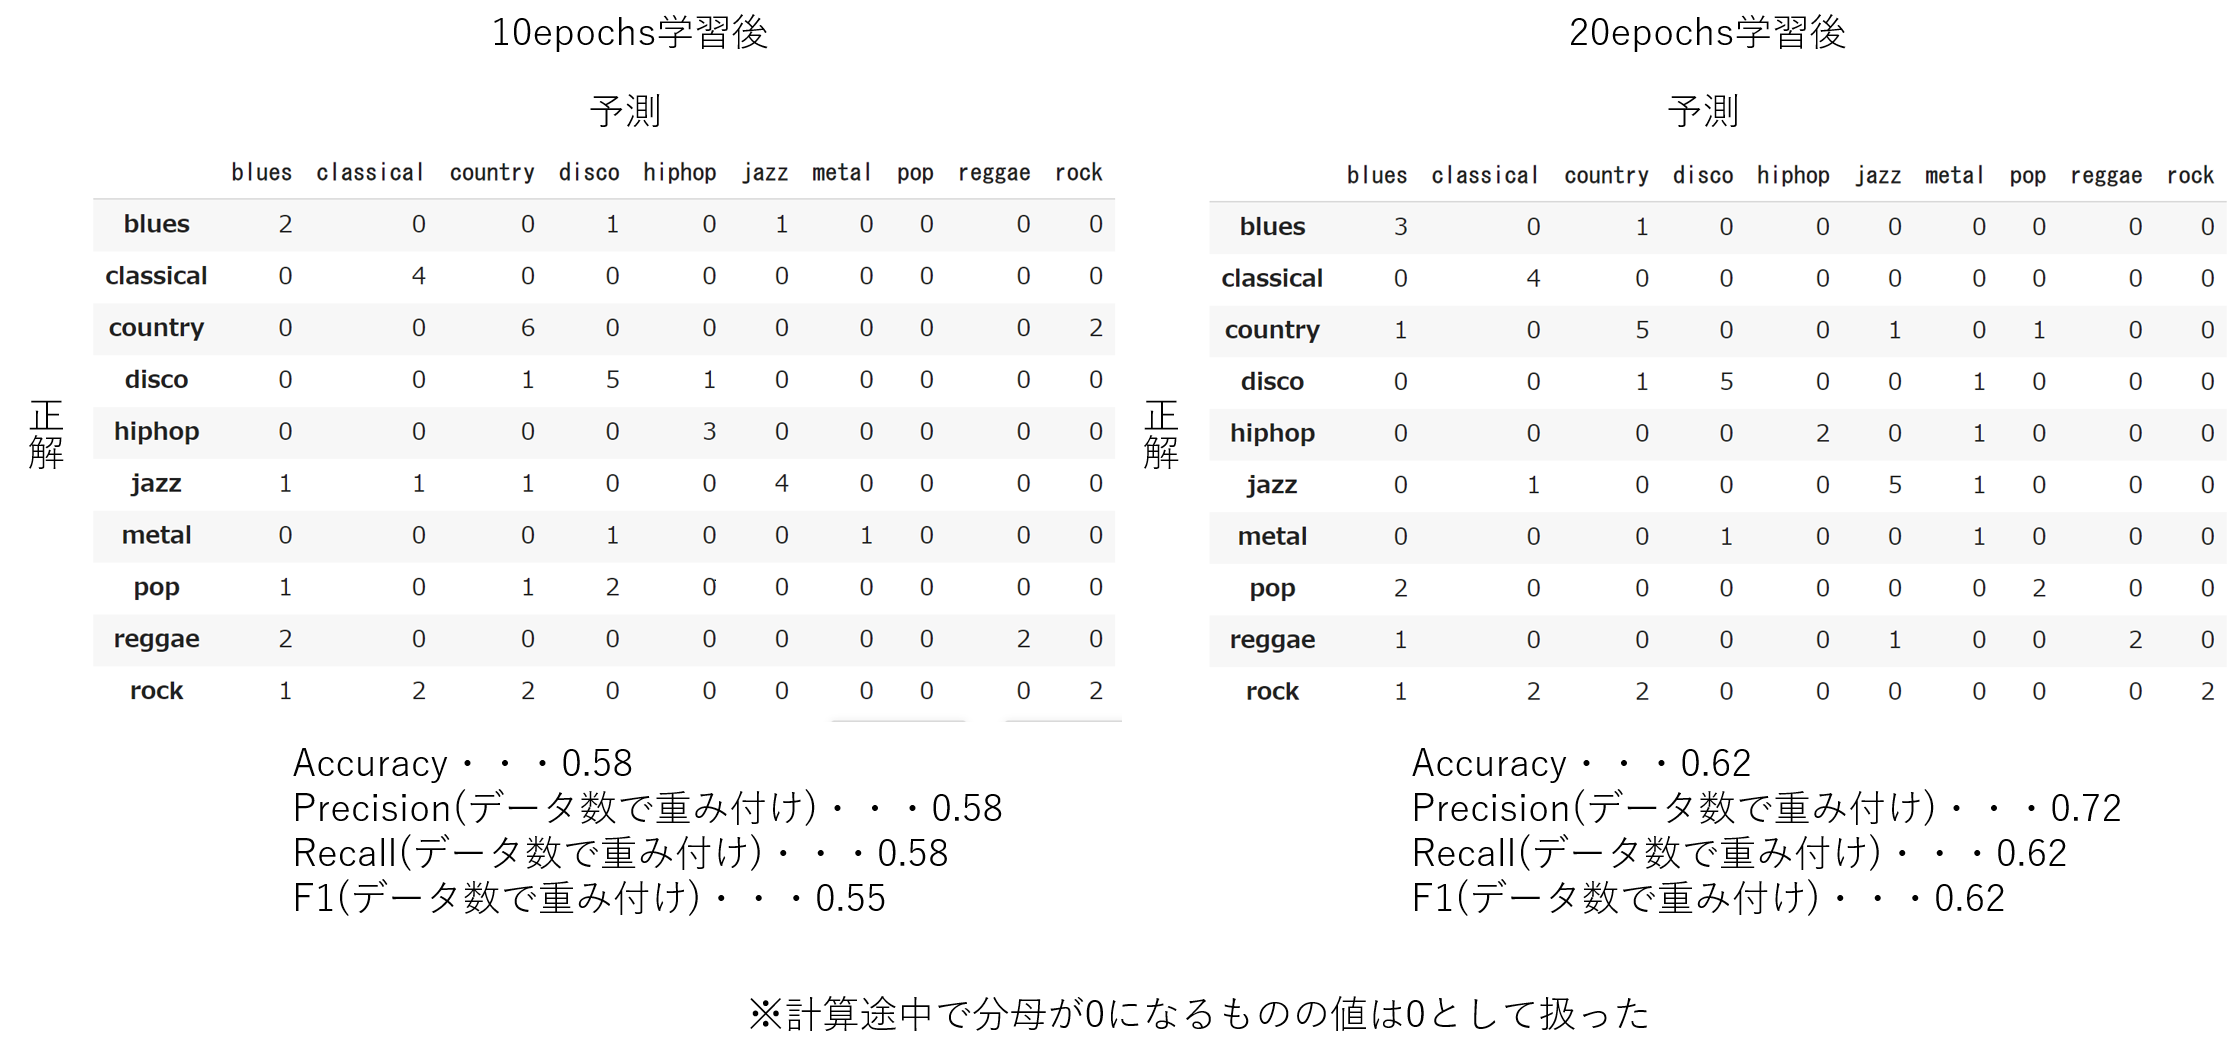 10epochs学習後
予測
blues classical country disco hiphop jazz metal pop reggae rock
blues 2 0 0 1 0 1 0 0 0 0
classical 0 4 0 0 0 0 0 0 0 0
country 0 0 6 0 0 0 0 0 0 2
disco 0 0 1 5 1 0 0 0 0 0
hiphop 0 0 0 0 3 0 0 0 0 0
jazz 1 1 1 0 0 4 0 0 0 0
metal 0 0 0 1 0 0 1 0 0 0
pop 1 0 1 2 0 0 0 0 0 0
reggae 2 0 0 0 0 0 0 0 2 0
rock 1 2 2 0 0 0 0 0 0 2
正解
Accuracy・・・0.58
Precision(データ数で重み付け)・・・0.58
Recall(データ数で重み付け)・・・0.58
F1(データ数で重み付け)・・・0.55
20epochs学習後
予測
blues classical country disco hiphop jazz metal pop reggae rock
blues 3 0 1 0 0 0 0 0 0 0
classical 0 4 0 0 0 0 0 0 0 0
country 1 0 5 0 0 1 0 1 0 0
disco 0 0 1 5 0 0 1 0 0 0
hiphop 0 0 0 0 2 0 1 0 0 0
jazz 0 1 0 0 0 5 1 0 0 0
metal 0 0 0 1 0 0 1 0 0 0
pop 2 0 0 0 0 0 0 2 0 0
reggae 1 0 0 0 0 1 0 0 2 0
rock 1 2 2 0 0 0 0 0 0 2
正解
Accuracy・・・0.62
Precision(データ数で重み付け)・・・0.72
Recall(データ数で重み付け)・・・0.62
F1(データ数で重み付け)・・・0.62
※計算途中で分母が0になるものの値は0として扱った